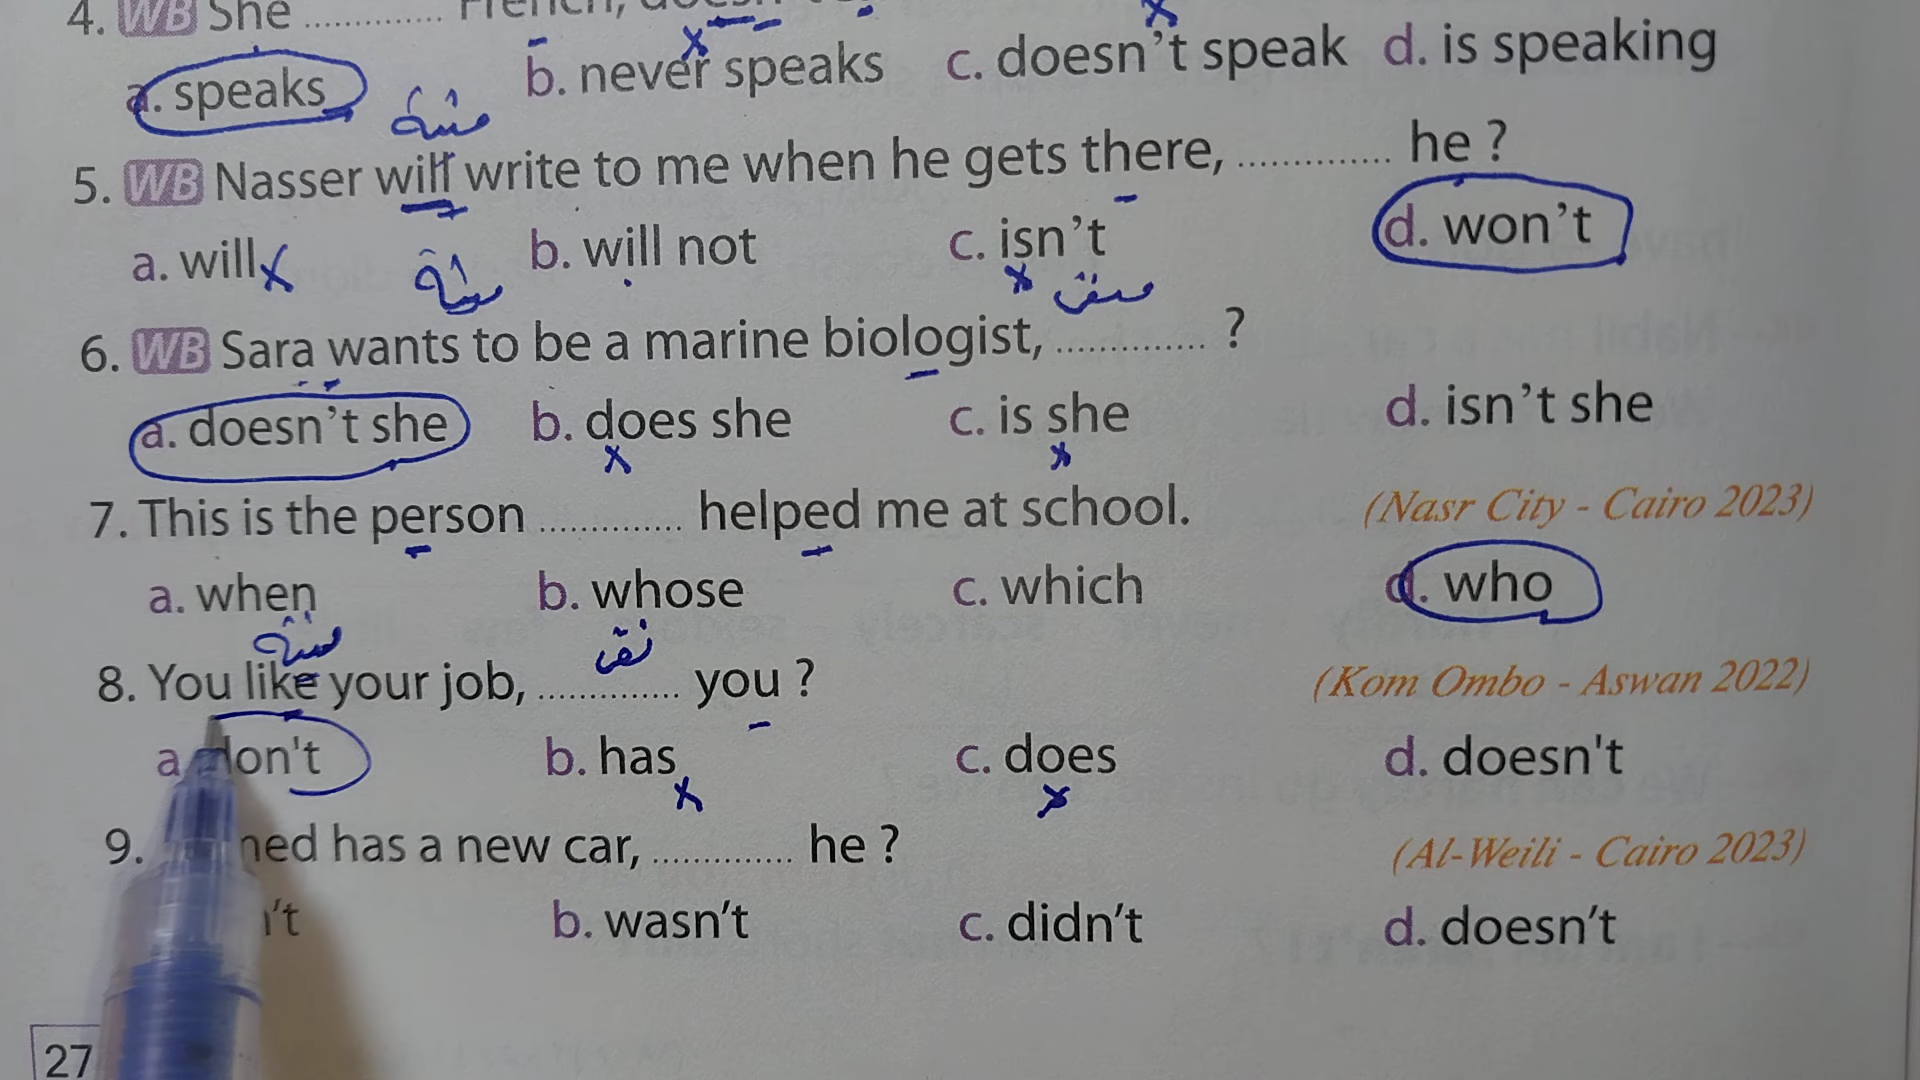 4. WB She .............. French,
a. speaks b. never speaks c. doesn't speak d. is speaking
مثبتة
5. WB Nasser will write to me when he gets there, .............. he ?
a. will b. will not c. isn't d. won't
6. WB Sara wants to be a marine biologist, .............. ?
a. doesn't she b. does she c. is she d. isn't she
7. This is the person .............. helped me at school. (Nasr City - Cairo 2023)
a. when b. whose c. which d. who
8. You like your job, .............. you ? (Kom Ombo - Aswan 2022)
a. don't b. has c. does d. doesn't
9. has a new car, .............. he ? (Al-Weili - Cairo 2023)
b. wasn't c. didn't d. doesn't
27